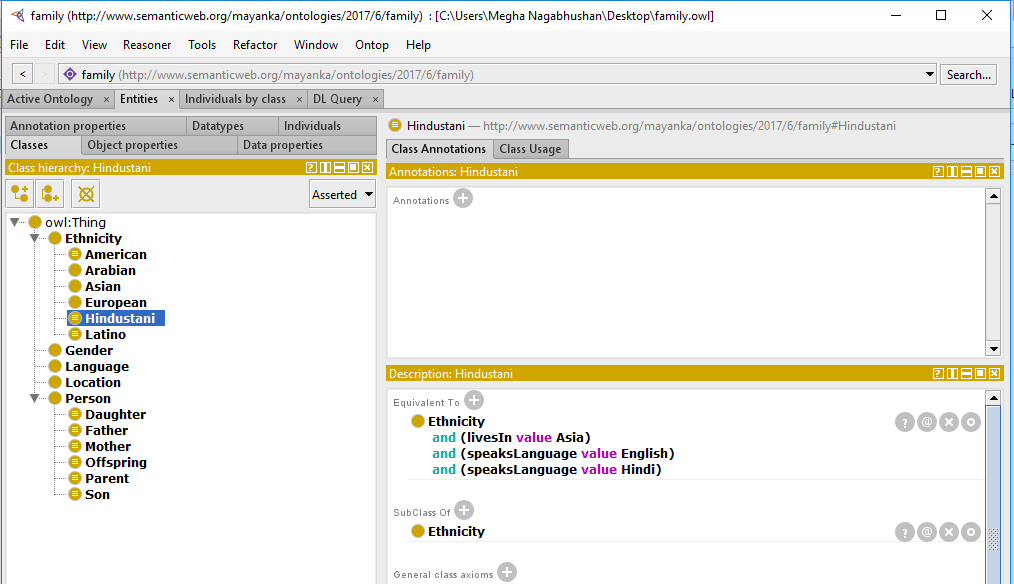 family (http://www.semanticweb.org/mayanka/ontologies/2017/6/family) : [C:\Users\Megha Nagabhushan\Desktop\family.owl]
File Edit View Reasoner Tools Refactor Window Ontop Help
< > family (http://www.semanticweb.org/mayanka/ontologies/2017/6/family) Search...
Active Ontology × Entities × Individuals by class × DL Query ×
Annotation properties Datatypes Individuals
Classes Object properties Data properties
Class hierarchy: Hindustani
Asserted
owl:Thing
Ethnicity
American
Arabian
Asian
European
Hindustani
Latino
Gender
Language
Location
Person
Daughter
Father
Mother
Offspring
Parent
Son
Hindustani — http://www.semanticweb.org/mayanka/ontologies/2017/6/family#Hindustani
Class Annotations Class Usage
Annotations: Hindustani
Annotations
Description: Hindustani
Equivalent To
Ethnicity
and (livesIn value Asia)
and (speaksLanguage value English)
and (speaksLanguage value Hindi)
SubClass Of
Ethnicity
General class axioms